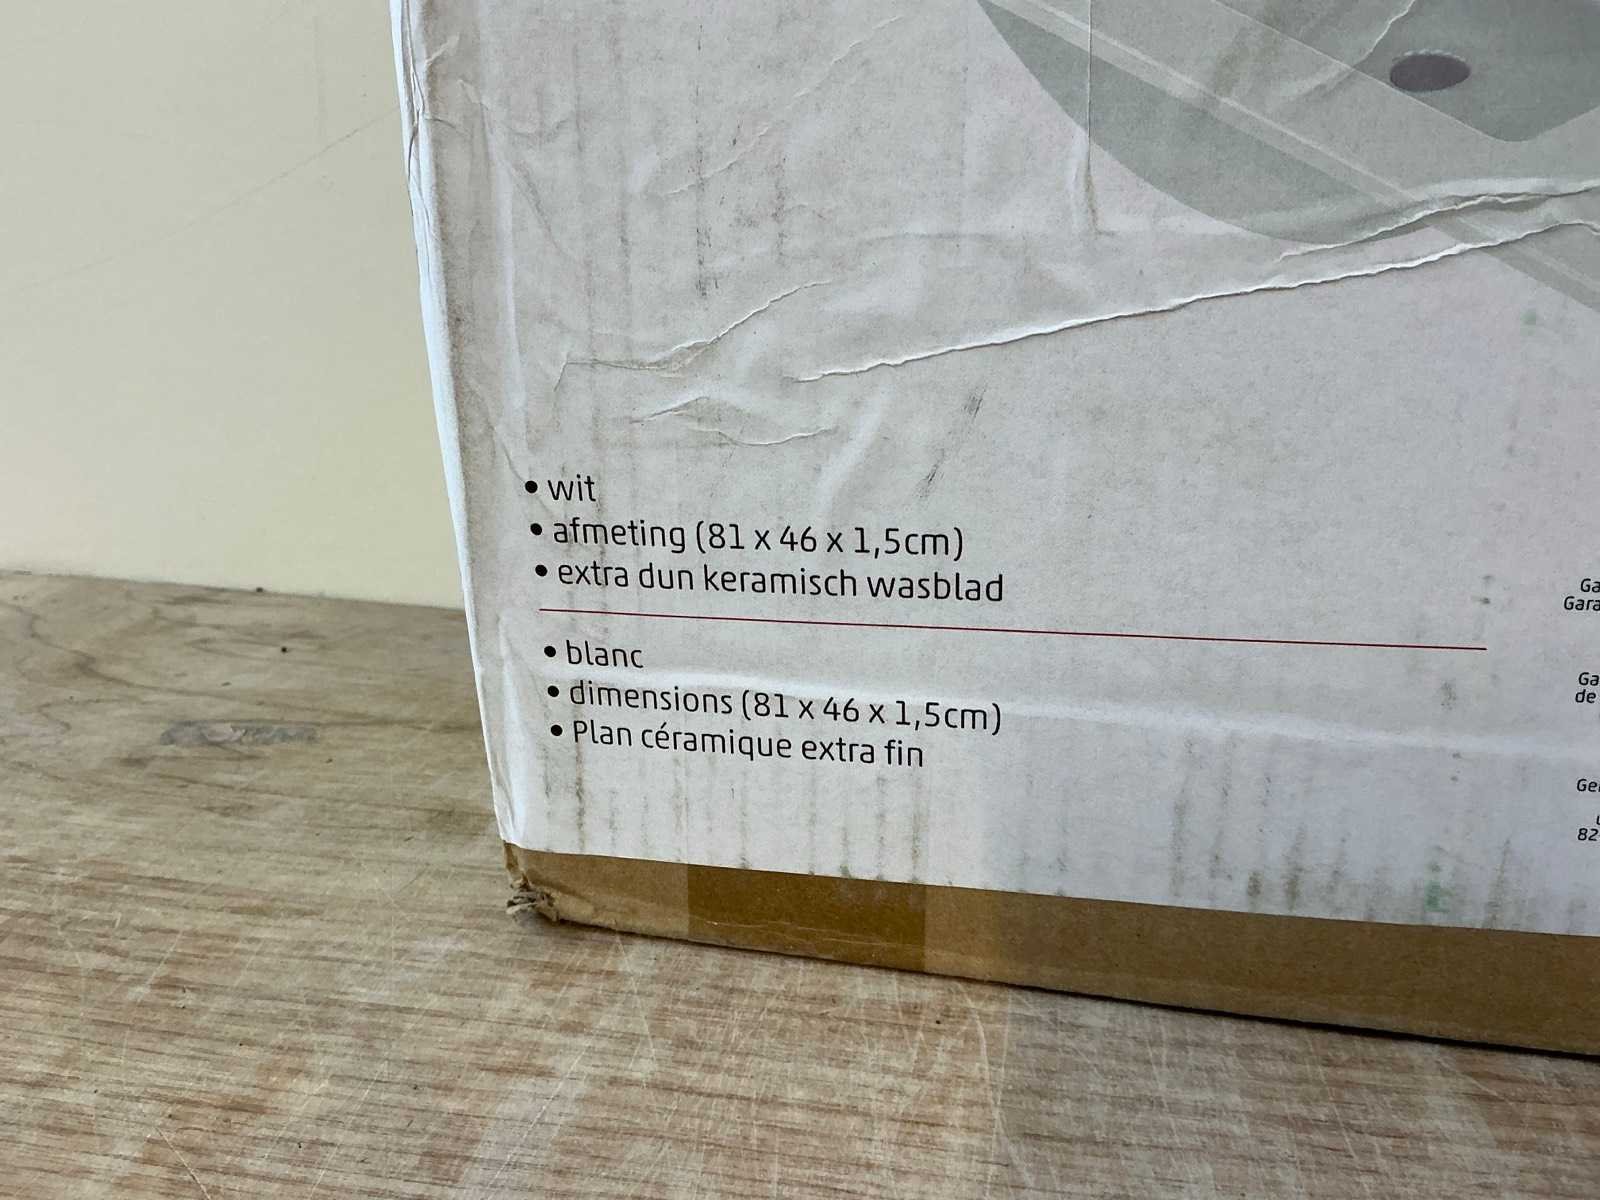 • wit
• afmeting (81 x 46 x 1,5cm)
• extra dun keramisch wasblad
• blanc
• dimensions (81 x 46 x 1,5cm)
• Plan céramique extra fin
de